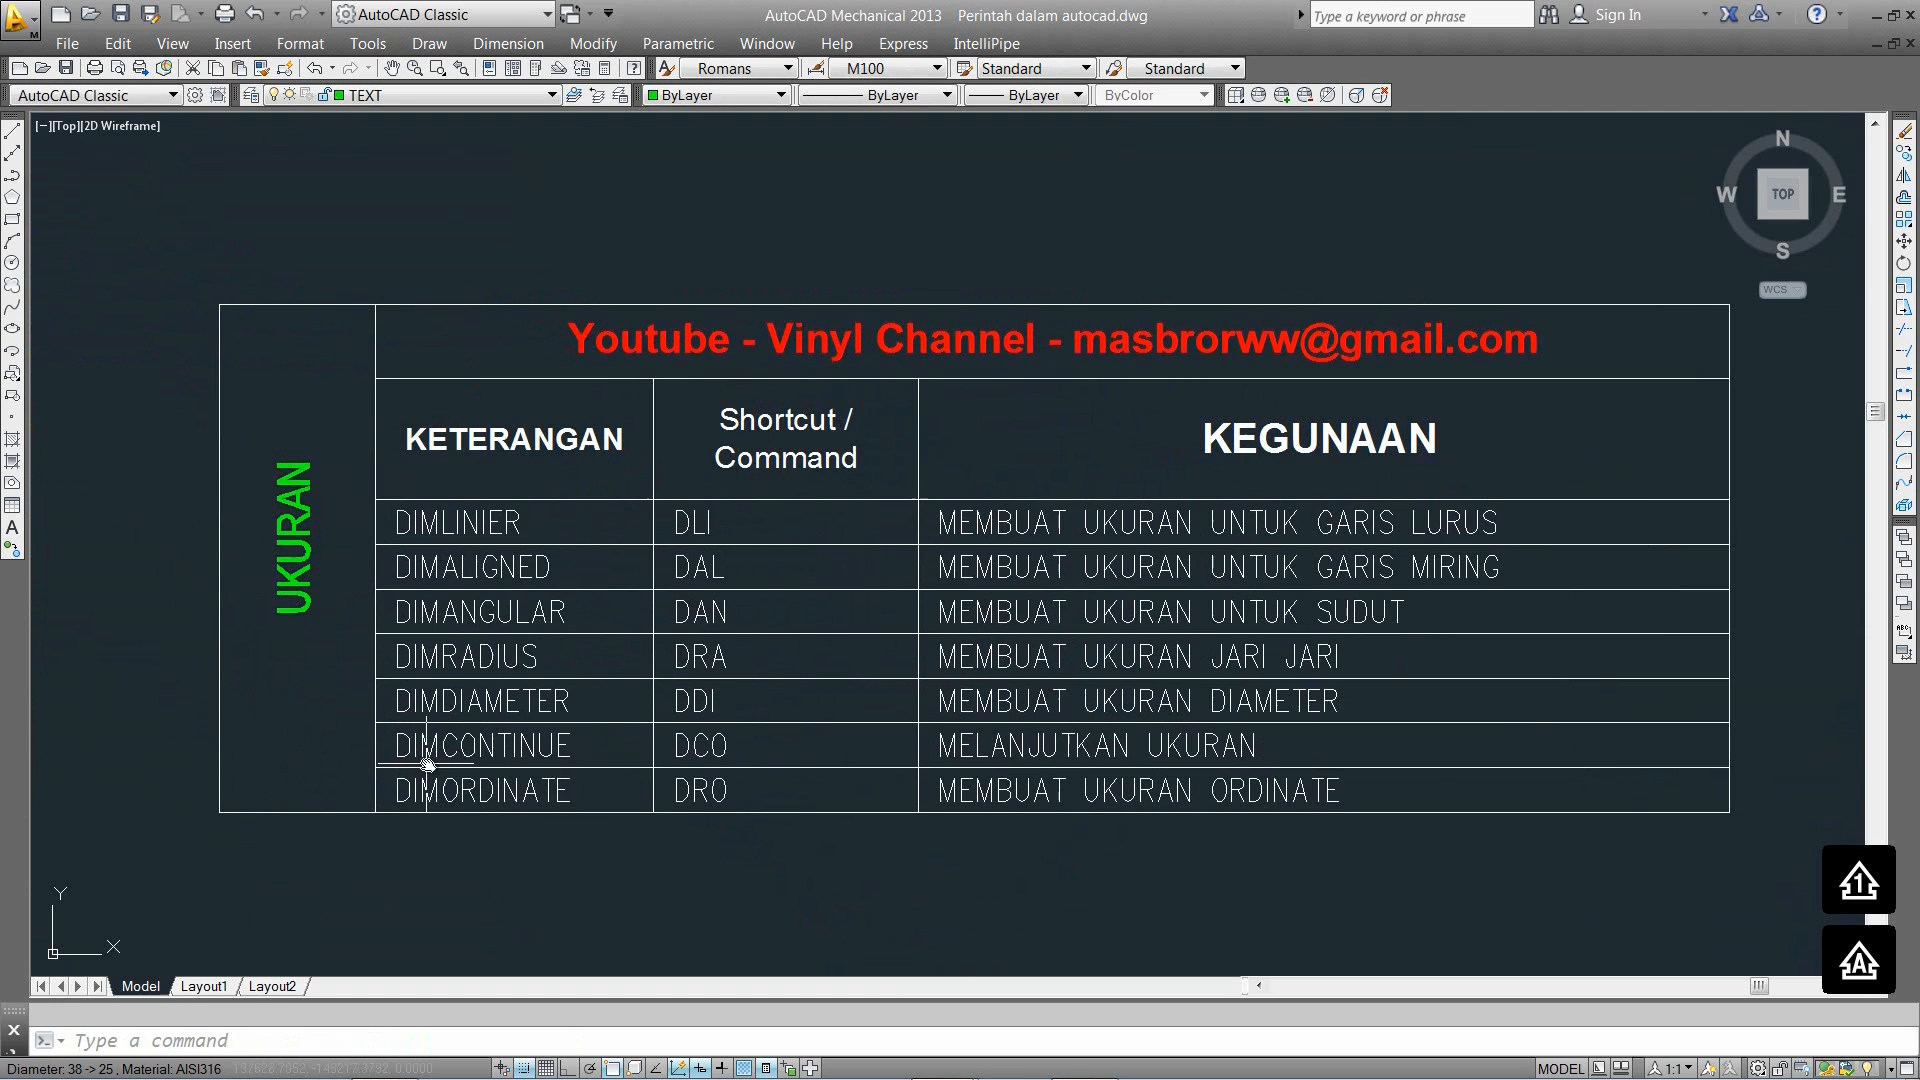 AutoCAD Classic
AutoCAD Mechanical 2013 Perintah dalam autocad.dwg
Type a keyword or phrase
Sign In
File Edit View Insert Format Tools Draw Dimension Modify Parametric Window Help Express IntelliPipe
Romans M100 Standard Standard
AutoCAD Classic TEXT ByLayer ByLayer ByLayer ByColor
[−][Top][2D Wireframe]
N
W TOP E
S
WCS
Youtube - Vinyl Channel - masbrorww@gmail.com
UKURAN
KETERANGAN Shortcut / Command KEGUNAAN
DIMLINIER DLI MEMBUAT UKURAN UNTUK GARIS LURUS
DIMALIGNED DAL MEMBUAT UKURAN UNTUK GARIS MIRING
DIMANGULAR DAN MEMBUAT UKURAN UNTUK SUDUT
DIMRADIUS DRA MEMBUAT UKURAN JARI JARI
DIMDIAMETER DDI MEMBUAT UKURAN DIAMETER
DIMCONTINUE DCO MELANJUTKAN UKURAN
DIMORDINATE DRO MEMBUAT UKURAN ORDINATE
1
A
Y
X
Model Layout1 Layout2
Type a command
Diameter: 38 -> 25 , Material: AISI316
MODEL 1:1